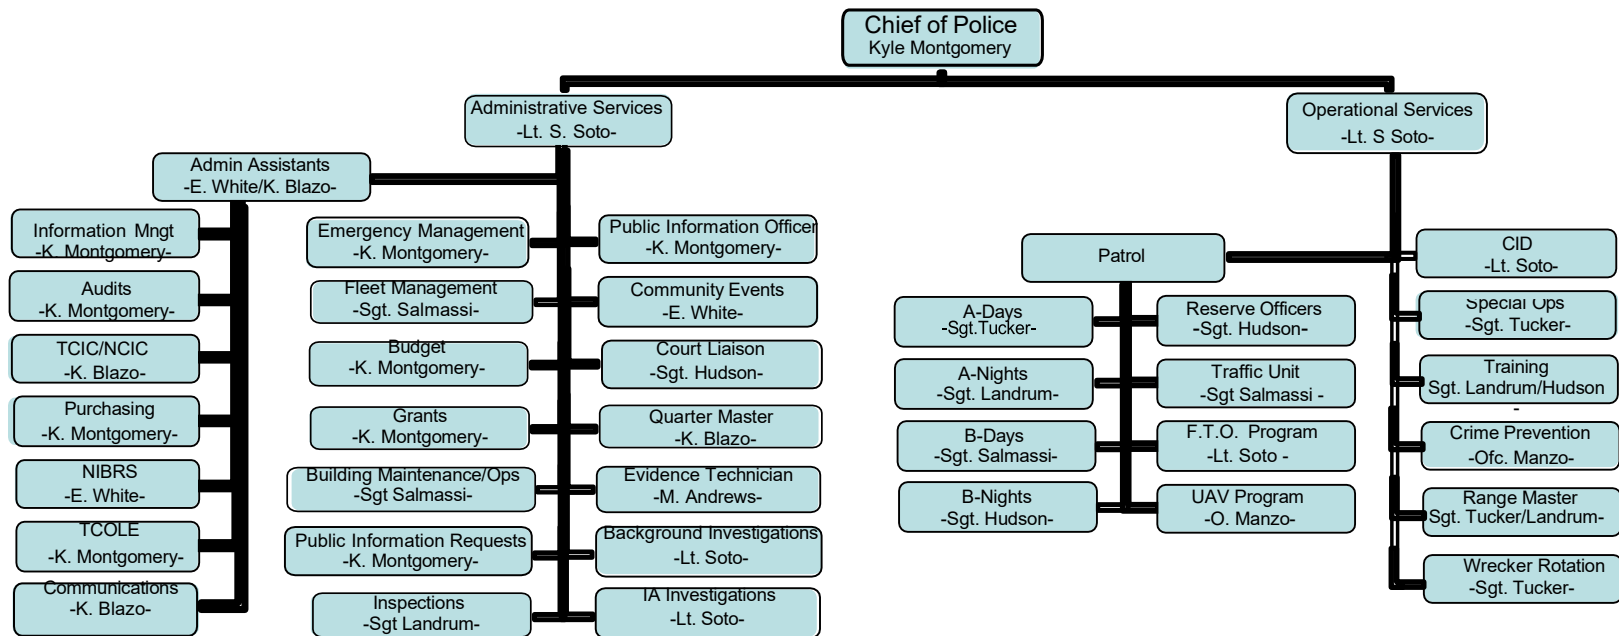 Chief of Police
Kyle Montgomery
Administrative Services
-Lt. S. Soto-
Operational Services
-Lt. S Soto-
Admin Assistants
-E. White/K. Blazo-
Information Mngt
-K. Montgomery-
Audits
-K. Montgomery-
TCIC/NCIC
-K. Blazo-
Purchasing
-K. Montgomery-
NIBRS
-E. White-
TCOLE
-K. Montgomery-
Communications
-K. Blazo-
Emergency Management
-K. Montgomery-
Fleet Management
-Sgt. Salmassi-
Budget
-K. Montgomery-
Grants
-K. Montgomery-
Building Maintenance/Ops
-Sgt Salmassi-
Public Information Requests
-K. Montgomery-
Inspections
-Sgt Landrum-
Public Information Officer
-K. Montgomery-
Community Events
-E. White-
Court Liaison
-Sgt. Hudson-
Quarter Master
-K. Blazo-
Evidence Technician
-M. Andrews-
Background Investigations
-Lt. Soto-
IA Investigations
-Lt. Soto-
Patrol
A-Days
-Sgt.Tucker-
A-Nights
-Sgt. Landrum-
B-Days
-Sgt. Salmassi-
B-Nights
-Sgt. Hudson-
Reserve Officers
-Sgt. Hudson-
Traffic Unit
-Sgt Salmassi -
F.T.O. Program
-Lt. Soto -
UAV Program
-O. Manzo-
CID
-Lt. Soto-
Special Ops
-Sgt. Tucker-
Training
Sgt. Landrum/Hudson
-
Crime Prevention
-Ofc. Manzo-
Range Master
Sgt. Tucker/Landrum-
Wrecker Rotation
-Sgt. Tucker-